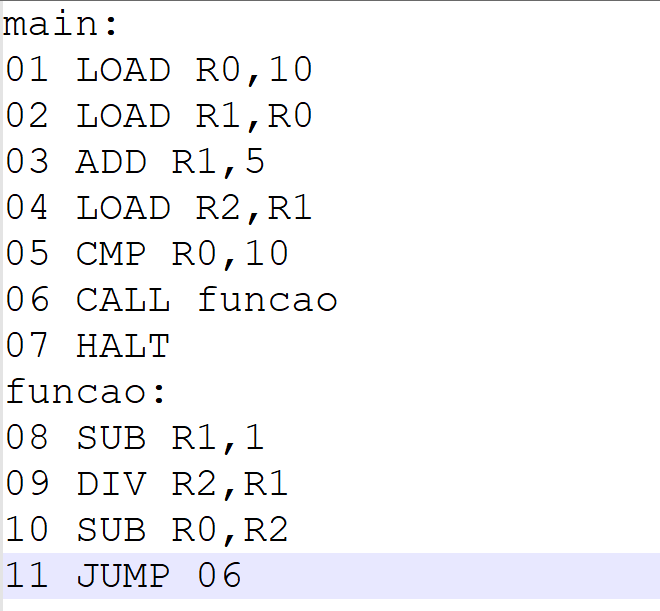 main:
01 LOAD R0,10
02 LOAD R1,R0
03 ADD R1,5
04 LOAD R2,R1
05 CMP R0,10
06 CALL funcao
07 HALT
funcao:
08 SUB R1,1
09 DIV R2,R1
10 SUB R0,R2
11 JUMP 06